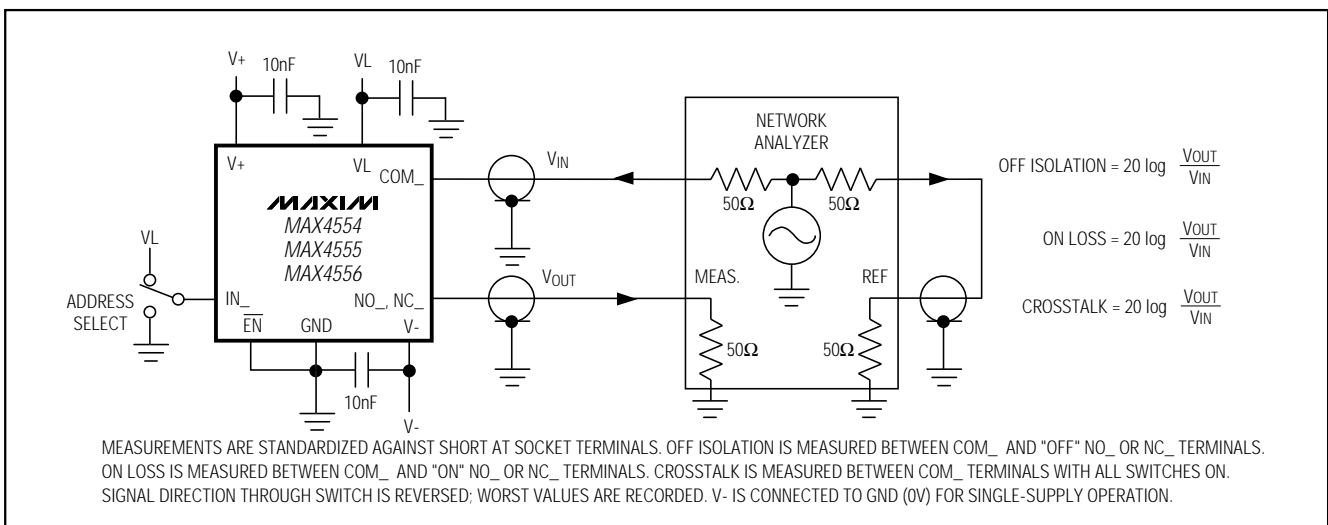 V+
10nF
VL
10nF
V+
VL
COM_
MAXIM
MAX4554
MAX4555
MAX4556
VL
ADDRESS
SELECT
IN_
NO_, NC_
EN
GND
V-
10nF
V-
VIN
VOUT
NETWORK
ANALYZER
50Ω
50Ω
MEAS.
REF
50Ω
50Ω
OFF ISOLATION = 20 log VOUT
VIN
ON LOSS = 20 log VOUT
VIN
CROSSTALK = 20 log VOUT
VIN
MEASUREMENTS ARE STANDARDIZED AGAINST SHORT AT SOCKET TERMINALS. OFF ISOLATION IS MEASURED BETWEEN COM_ AND "OFF" NO_ OR NC_ TERMINALS.
ON LOSS IS MEASURED BETWEEN COM_ AND "ON" NO_ OR NC_ TERMINALS. CROSSTALK IS MEASURED BETWEEN COM_ TERMINALS WITH ALL SWITCHES ON.
SIGNAL DIRECTION THROUGH SWITCH IS REVERSED; WORST VALUES ARE RECORDED. V- IS CONNECTED TO GND (0V) FOR SINGLE-SUPPLY OPERATION.